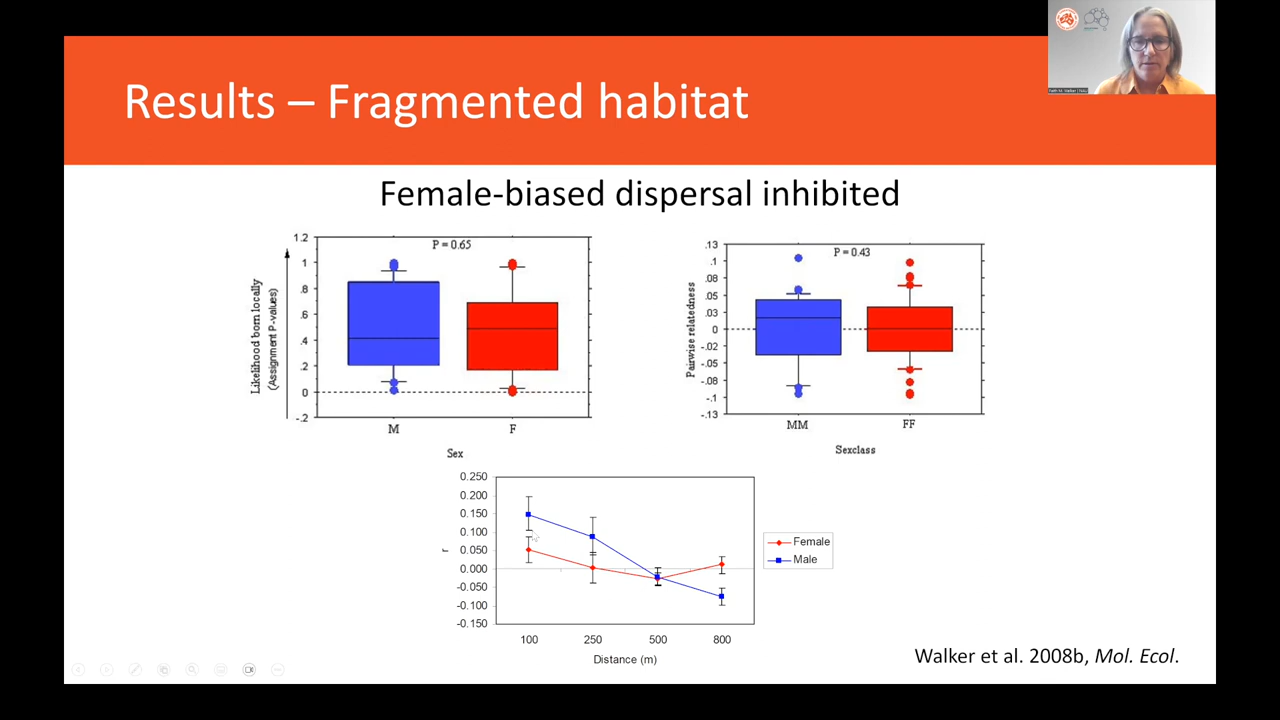 Results – Fragmented habitat
Female-biased dispersal inhibited
P = 0.65
Likelihood born locally
(Assignment P-values)
1.2
1
.8
.6
.4
.2
0
-.2
M
F
Sex
P = 0.43
Pairwise relatedness
.13
.1
.08
.05
.03
0
-.02
-.05
-.08
-.1
-.13
MM
FF
Sexclass
0.250
0.200
0.150
0.100
0.050
0.000
-0.050
-0.100
-0.150
r
100
250
500
800
Distance (m)
Female
Male
Walker et al. 2008b, Mol. Ecol.